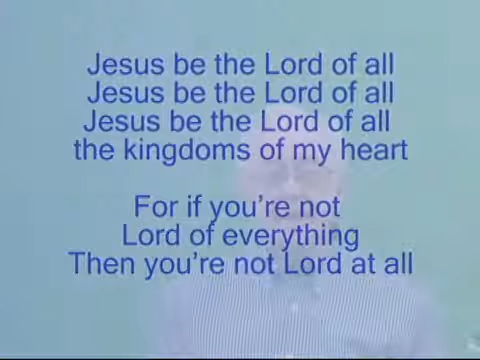 Jesus be the Lord of all
Jesus be the Lord of all
Jesus be the Lord of all
the kingdoms of my heart
For if you’re not
Lord of everything
Then you’re not Lord at all